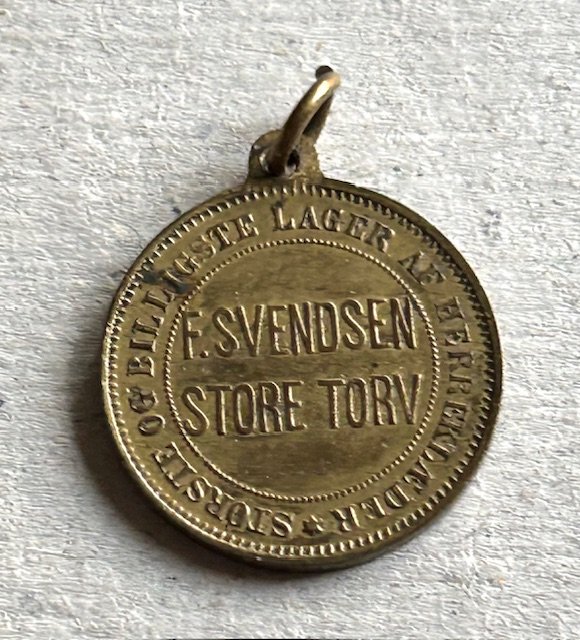 STØRSTE OG BILLIGSTE LAGER AF HERREKLÆDER
F. SVENDSEN
STORE TORV